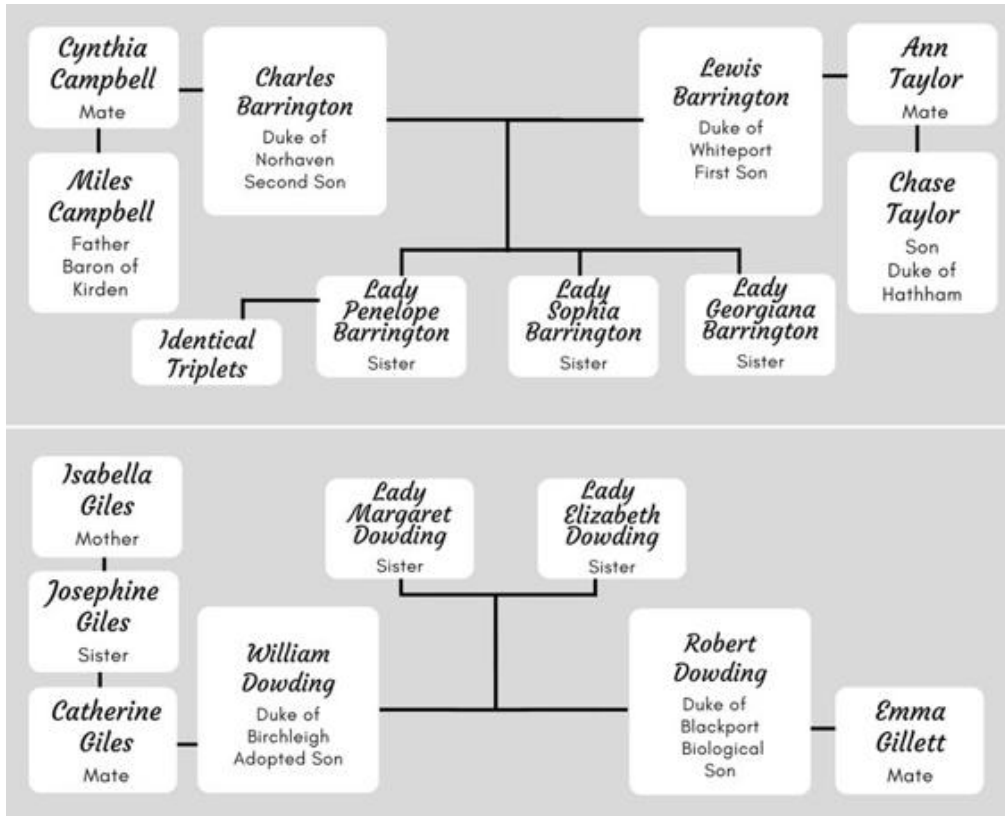 Cynthia
Campbell
Mate
Charles
Barrington
Duke of
Norhaven
Second Son
Lewis
Barrington
Duke of
Whiteport
First Son
Ann
Taylor
Mate
Miles
Campbell
Father
Baron of
Kirden
Chase
Taylor
Son
Duke of
Hathham
Identical
Triplets
Lady
Penelope
Barrington
Sister
Lady
Sophia
Barrington
Sister
Lady
Georgiana
Barrington
Sister
Isabella
Giles
Mother
Lady
Margaret
Dowding
Sister
Lady
Elizabeth
Dowding
Sister
Josephine
Giles
Sister
Catherine
Giles
Mate
William
Dowding
Duke of
Birchleigh
Adopted Son
Robert
Dowding
Duke of
Blackport
Biological
Son
Emma
Gillett
Mate